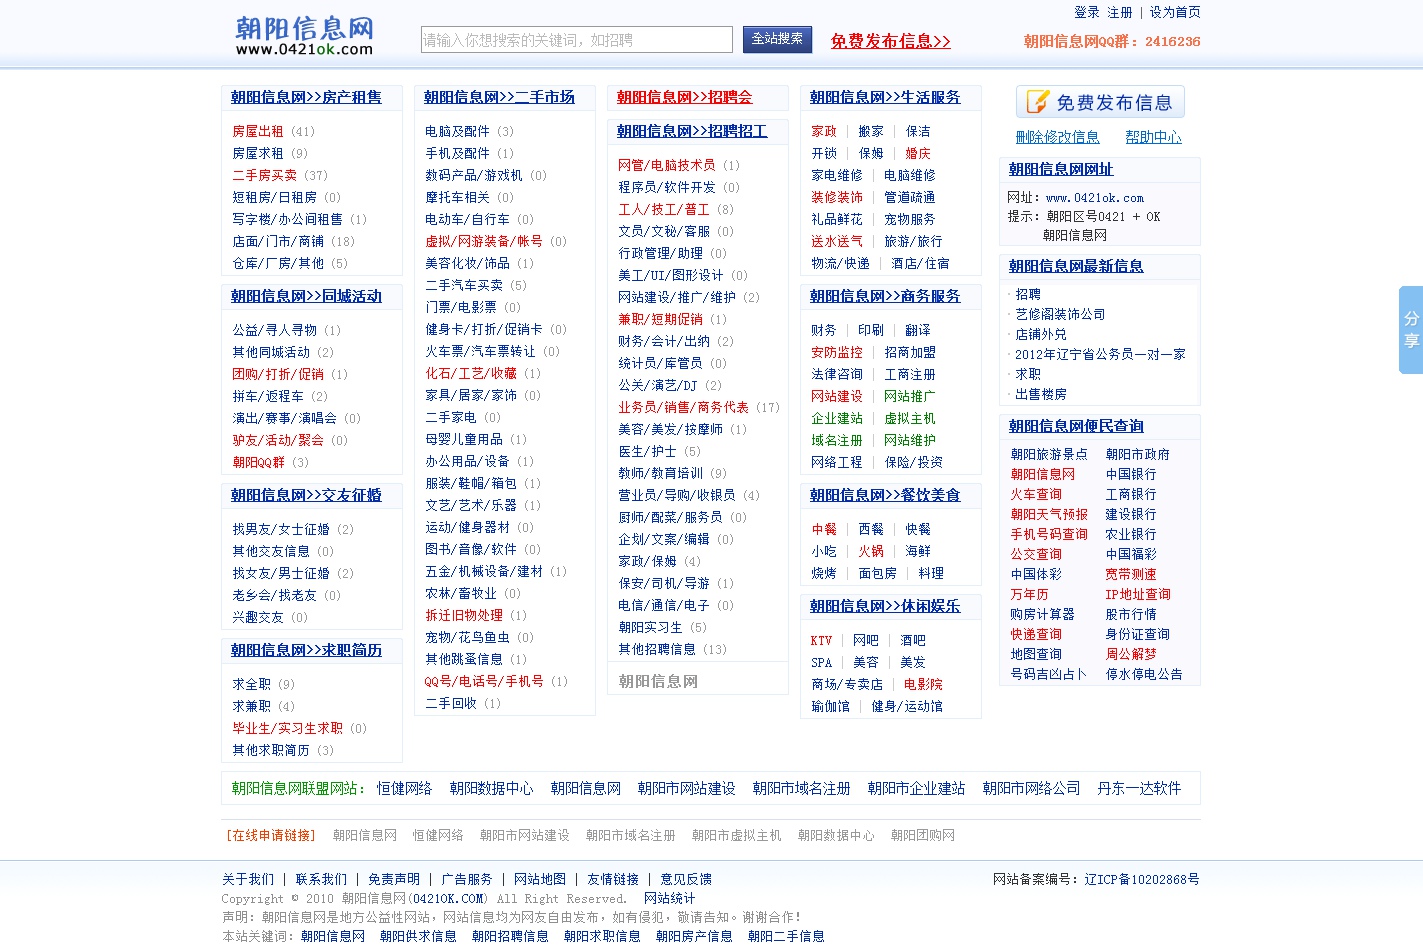 登录 注册 | 设为首页
朝阳信息网
www.0421ok.com
请输入你想搜索的关键词，如招聘
全站搜索
免费发布信息>>
朝阳信息网QQ群：2416236
朝阳信息网>>房产租售
房屋出租 (41)
房屋求租 (9)
二手房买卖 (37)
短租房/日租房 (0)
写字楼/办公间租售 (1)
店面/门市/商铺 (18)
仓库/厂房/其他 (5)
朝阳信息网>>同城活动
公益/寻人寻物 (1)
其他同城活动 (2)
团购/打折/促销 (1)
拼车/返程车 (2)
演出/赛事/演唱会 (0)
驴友/活动/聚会 (0)
朝阳QQ群 (3)
朝阳信息网>>交友征婚
找男友/女士征婚 (2)
其他交友信息 (0)
找女友/男士征婚 (2)
老乡会/找老友 (0)
兴趣交友 (0)
朝阳信息网>>求职简历
求全职 (9)
求兼职 (4)
毕业生/实习生求职 (0)
其他求职简历 (3)
朝阳信息网>>二手市场
电脑及配件 (3)
手机及配件 (1)
数码产品/游戏机 (0)
摩托车相关 (0)
电动车/自行车 (0)
虚拟/网游装备/帐号 (0)
美容化妆/饰品 (1)
二手汽车买卖 (5)
门票/电影票 (0)
健身卡/打折/促销卡 (0)
火车票/汽车票转让 (0)
化石/工艺/收藏 (1)
家具/居家/家饰 (0)
二手家电 (0)
母婴儿童用品 (1)
办公用品/设备 (1)
服装/鞋帽/箱包 (1)
文艺/艺术/乐器 (1)
运动/健身器材 (0)
图书/音像/软件 (0)
五金/机械设备/建材 (1)
农林/畜牧业 (0)
拆迁旧物处理 (1)
宠物/花鸟鱼虫 (0)
其他跳蚤信息 (1)
QQ号/电话号/手机号 (1)
二手回收 (1)
朝阳信息网>>招聘会
朝阳信息网>>招聘招工
网管/电脑技术员 (1)
程序员/软件开发 (0)
工人/技工/普工 (8)
文员/文秘/客服 (0)
行政管理/助理 (0)
美工/UI/图形设计 (0)
网站建设/推广/维护 (2)
兼职/短期促销 (1)
财务/会计/出纳 (2)
统计员/库管员 (0)
公关/演艺/DJ (2)
业务员/销售/商务代表 (17)
美容/美发/按摩师 (1)
医生/护士 (5)
教师/教育培训 (9)
营业员/导购/收银员 (4)
厨师/配菜/服务员 (0)
企划/文案/编辑 (0)
家政/保姆 (4)
保安/司机/导游 (1)
电信/通信/电子 (0)
朝阳实习生 (5)
其他招聘信息 (13)
朝阳信息网
朝阳信息网>>生活服务
家政 | 搬家 | 保洁
开锁 | 保姆 | 婚庆
家电维修 | 电脑维修
装修装饰 | 管道疏通
礼品鲜花 | 宠物服务
送水送气 | 旅游/旅行
物流/快递 | 酒店/住宿
朝阳信息网>>商务服务
财务 | 印刷 | 翻译
安防监控 | 招商加盟
法律咨询 | 工商注册
网站建设 | 网站推广
企业建站 | 虚拟主机
域名注册 | 网站维护
网络工程 | 保险/投资
朝阳信息网>>餐饮美食
中餐 | 西餐 | 快餐
小吃 | 火锅 | 海鲜
烧烤 | 面包房 | 料理
朝阳信息网>>休闲娱乐
KTV | 网吧 | 酒吧
SPA | 美容 | 美发
商场/专卖店 | 电影院
瑜伽馆 | 健身/运动馆
免费发布信息
删除修改信息 帮助中心
朝阳信息网网址
网址：www.0421ok.com
提示：朝阳区号0421 + OK
朝阳信息网
朝阳信息网最新信息
· 招聘
· 艺修阁装饰公司
· 店铺外兑
· 2012年辽宁省公务员一对一家
· 求职
· 出售楼房
朝阳信息网便民查询
朝阳旅游景点 朝阳市政府
朝阳信息网 中国银行
火车查询 工商银行
朝阳天气预报 建设银行
手机号码查询 农业银行
公交查询 中国福彩
中国体彩 宽带测速
万年历 IP地址查询
购房计算器 股市行情
快递查询 身份证查询
地图查询 周公解梦
号码吉凶占卜 停水停电公告
分享
朝阳信息网联盟网站： 恒健网络 朝阳数据中心 朝阳信息网 朝阳市网站建设 朝阳市域名注册 朝阳市企业建站 朝阳市网络公司 丹东一达软件
[在线申请链接] 朝阳信息网 恒健网络 朝阳市网站建设 朝阳市域名注册 朝阳市虚拟主机 朝阳数据中心 朝阳团购网
关于我们 | 联系我们 | 免责声明 | 广告服务 | 网站地图 | 友情链接 | 意见反馈
网站备案编号：辽ICP备10202868号
Copyright © 2010 朝阳信息网(0421OK.COM) All Right Reserved. 网站统计
声明：朝阳信息网是地方公益性网站，网站信息均为网友自由发布，如有侵犯，敬请告知。谢谢合作！
本站关键词：朝阳信息网 朝阳供求信息 朝阳招聘信息 朝阳求职信息 朝阳房产信息 朝阳二手信息